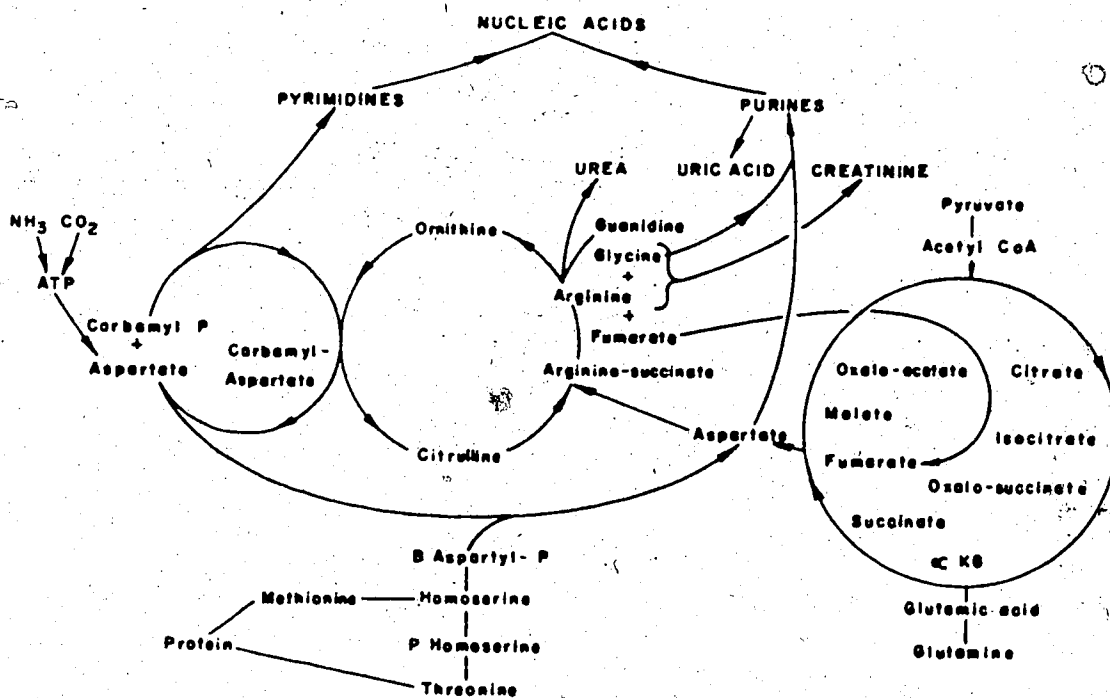 NUCLEIC ACIDS
PYRIMIDINES
PURINES
UREA
URIC ACID
CREATININE
NH3 CO2
Ornithine
Guanidine
Pyruvate
Glycine
+
Acetyl CoA
ATP
Arginine
+
Carbamyl P
+
Aspartate
Carbamyl-
Aspartate
Fumarate
Arginine-succinate
Oxalo-acetate
Citrate
Malate
Aspartate
Isocitrate
Citrulline
Fumarate
Oxalo-succinate
Succinate
B Aspartyl-P
∝ KG
Methionine
Homoserine
Glutamic acid
Protein
P Homoserine
Glutamine
Threonine